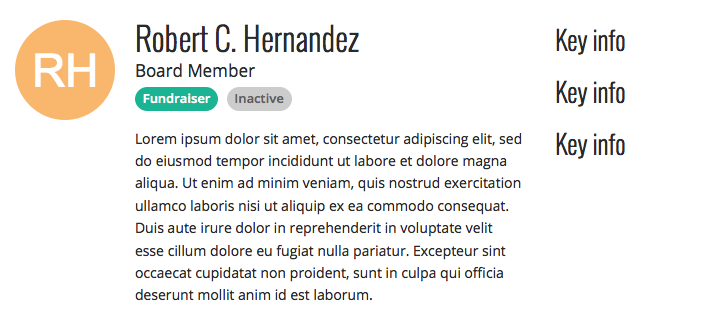 RH
Robert C. Hernandez
Board Member
Fundraiser Inactive
Lorem ipsum dolor sit amet, consectetur adipiscing elit, sed
do eiusmod tempor incididunt ut labore et dolore magna
aliqua. Ut enim ad minim veniam, quis nostrud exercitation
ullamco laboris nisi ut aliquip ex ea commodo consequat.
Duis aute irure dolor in reprehenderit in voluptate velit
esse cillum dolore eu fugiat nulla pariatur. Excepteur sint
occaecat cupidatat non proident, sunt in culpa qui officia
deserunt mollit anim id est laborum.
Key info
Key info
Key info